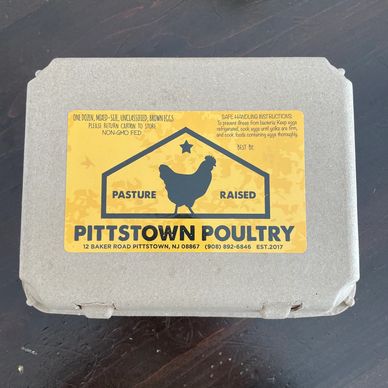 ONE DOZEN, MIXED-SIZE, UNCLASSIFIED, BROWN EGGS
PLEASE RETURN CARTON TO STORE
NON-GMO FED
SAFE HANDLING INSTRUCTIONS:
To prevent illness from bacteria: Keep eggs
refrigerated, cook eggs until yolks are firm,
and cook foods containing eggs thoroughly.
BEST BY:
PASTURE RAISED
PITTSTOWN POULTRY
12 BAKER ROAD PITTSTOWN, NJ 08867 (908) 892-6846 EST.2017